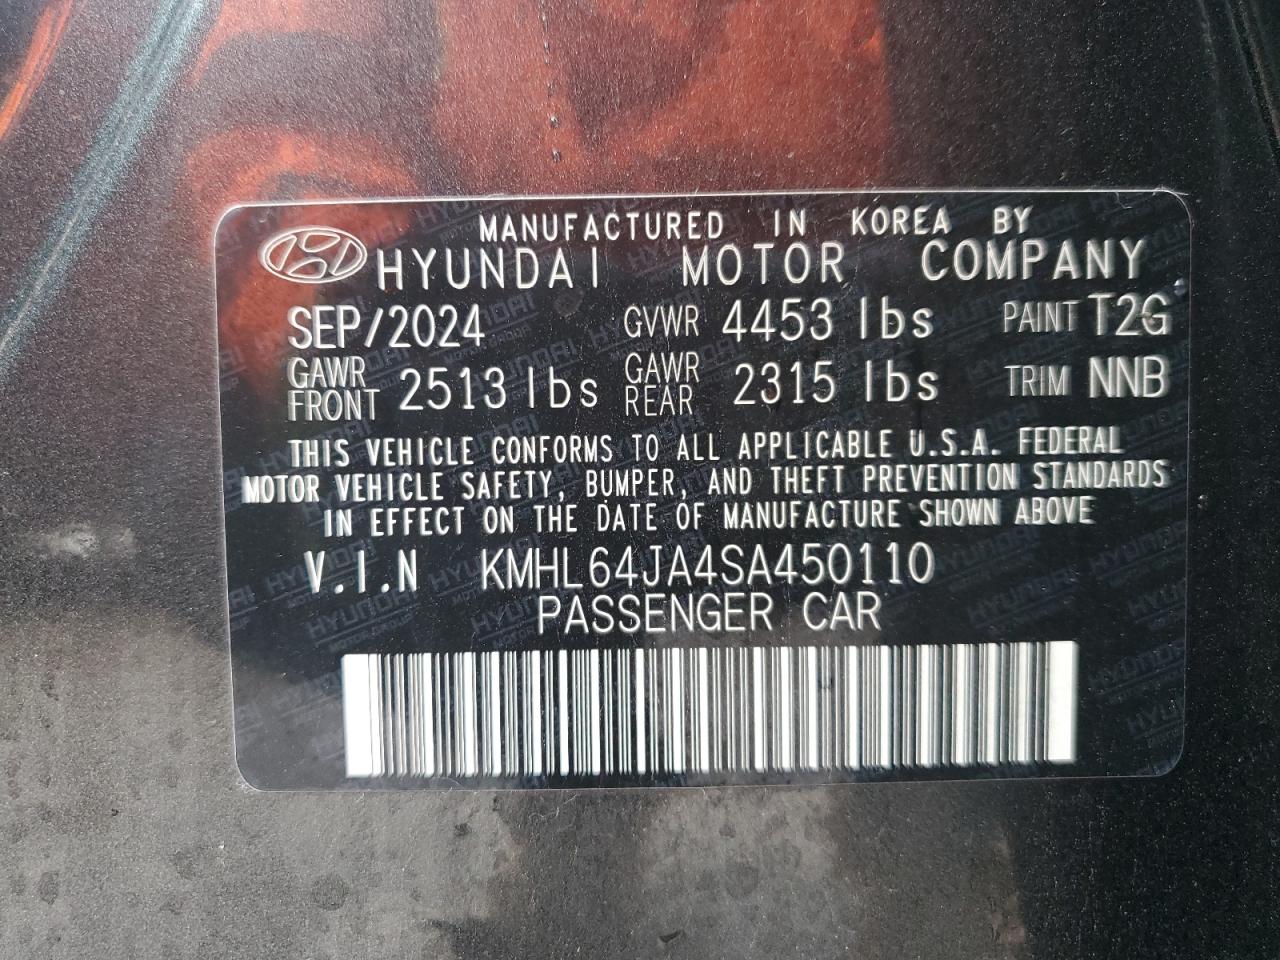 MANUFACTURED IN KOREA BY
HYUNDAI MOTOR COMPANY
SEP/2024 GVWR 4453 lbs PAINT T2G
GAWR FRONT 2513 lbs GAWR REAR 2315 lbs TRIM NNB
THIS VEHICLE CONFORMS TO ALL APPLICABLE U.S.A. FEDERAL
MOTOR VEHICLE SAFETY, BUMPER, AND THEFT PREVENTION STANDARDS
IN EFFECT ON THE DATE OF MANUFACTURE SHOWN ABOVE
V.I.N KMHL64JA4SA450110
PASSENGER CAR